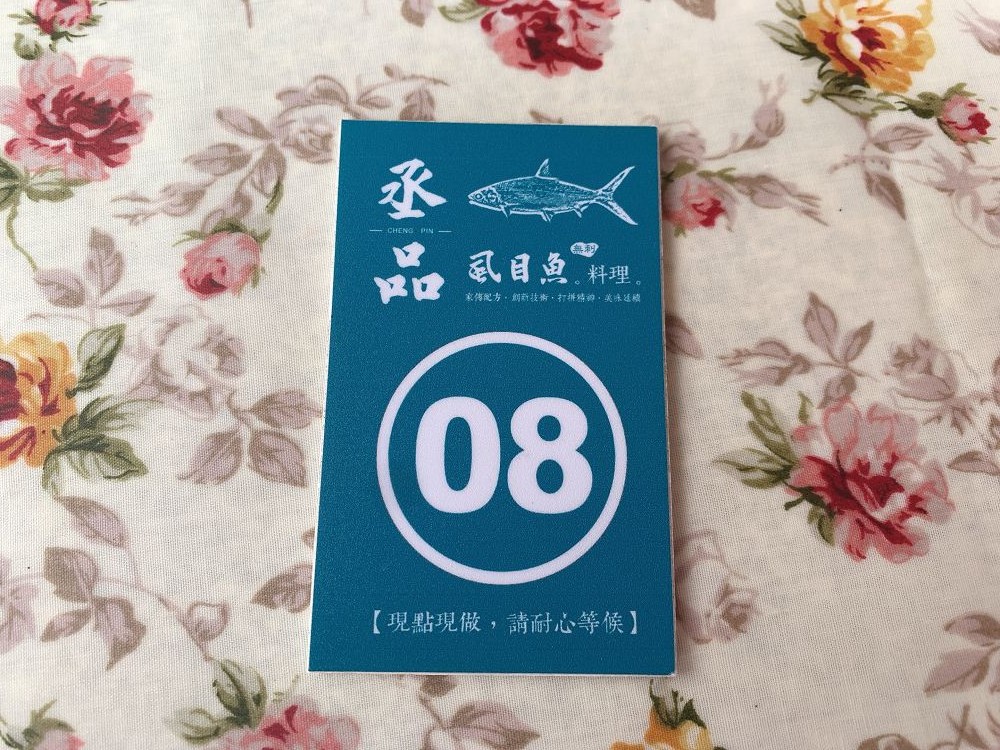 丞品
CHENG PIN
無刺
虱目魚。料理。
家傳配方・創新技術・打拼精神・美味延續
08
【現點現做，請耐心等候】